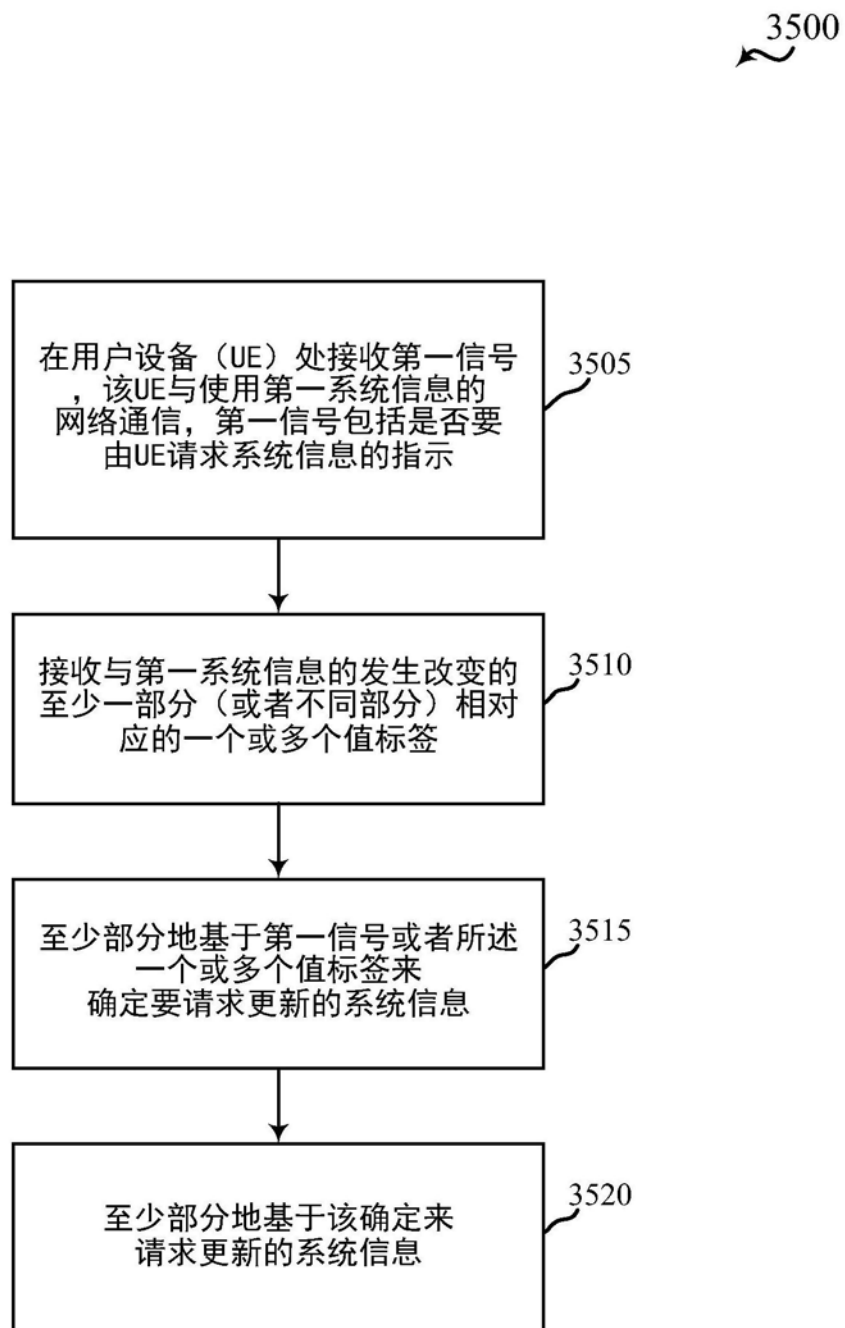 3500
在用户设备（UE）处接收第一信号
，该UE与使用第一系统信息的
网络通信，第一信号包括是否要
由UE请求系统信息的指示
3505
接收与第一系统信息的发生改变的
至少一部分（或者不同部分）相对
应的一个或多个值标签
3510
至少部分地基于第一信号或者所述
一个或多个值标签来
确定要请求更新的系统信息
3515
至少部分地基于该确定来
请求更新的系统信息
3520